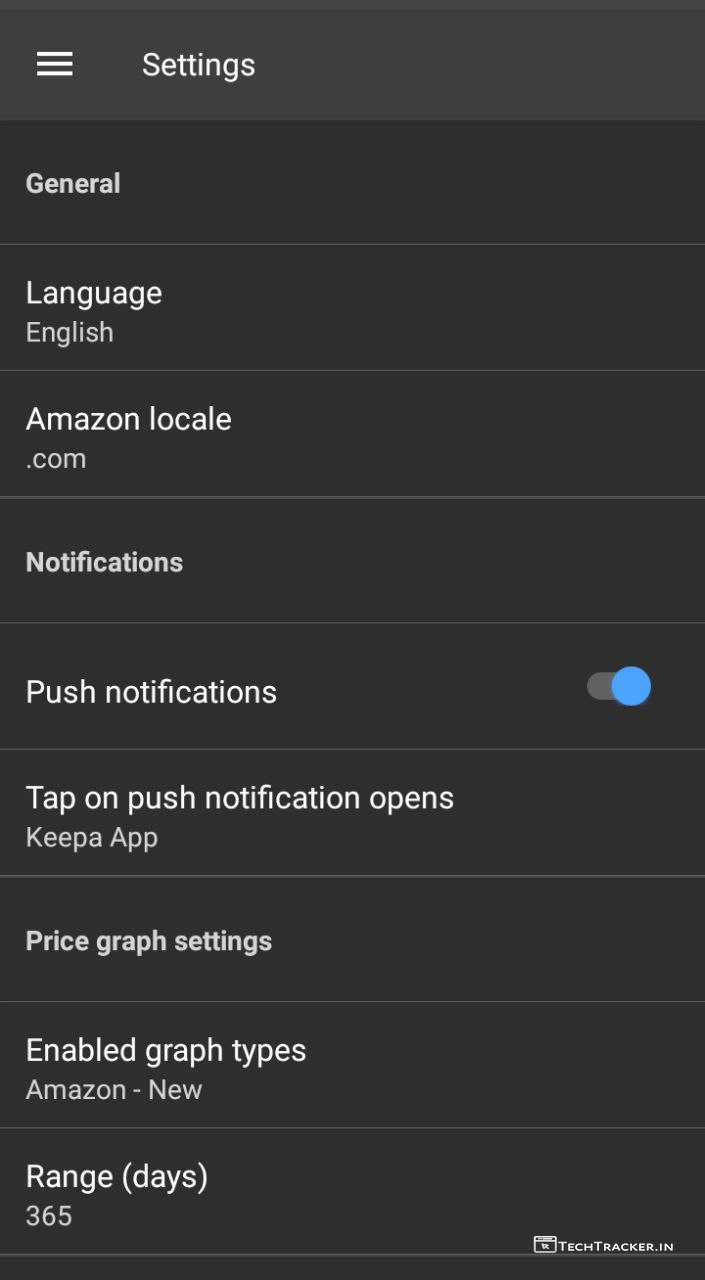 Settings
General
Language
English
Amazon locale
.com
Notifications
Push notifications
Tap on push notification opens
Keepa App
Price graph settings
Enabled graph types
Amazon - New
Range (days)
365
TECHTRACKER.IN